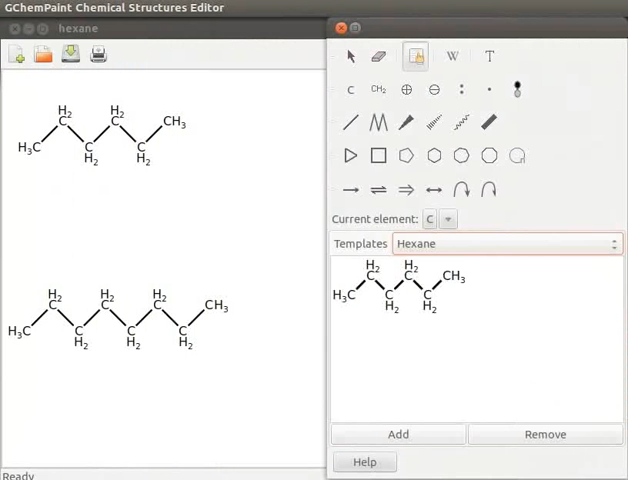 GChemPaint Chemical Structures Editor
hexane
W T
C CH₂
Current element: C
Templates Hexane
H₂ H₂
C C CH₃
H₃C C C
H₂ H₂
H₂ H₂
C C CH₃
H₃C C C
H₂ H₂
H₂ H₂ H₂
C C C CH₃
H₃C C C C
H₂ H₂ H₂
Add Remove
Help
Ready